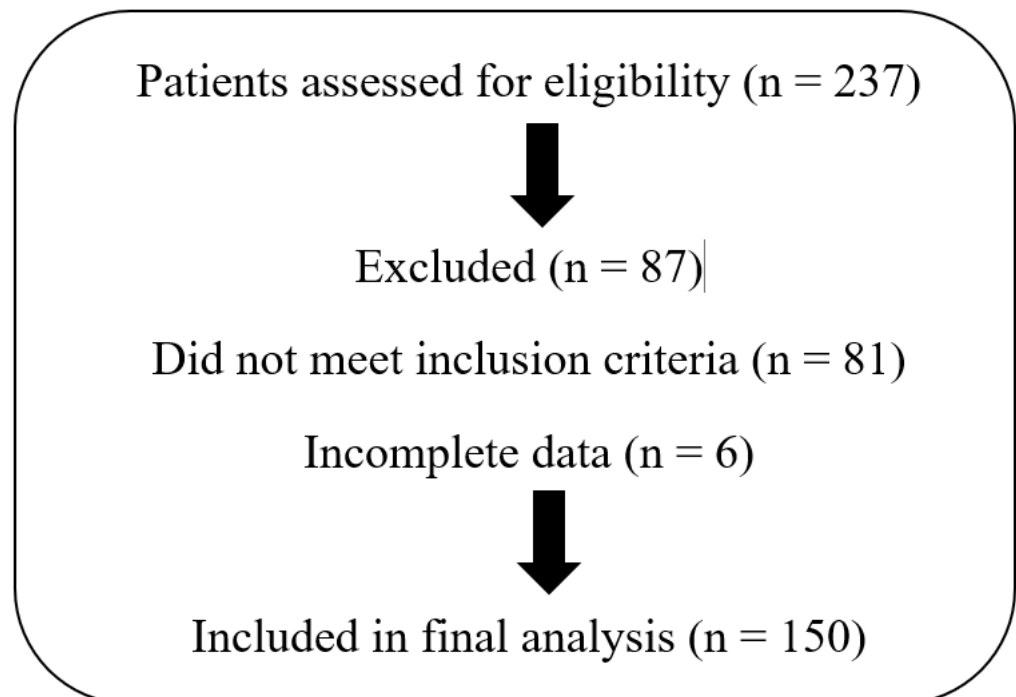 Patients assessed for eligibility (n = 237)
Excluded (n = 87)
Did not meet inclusion criteria (n = 81)
Incomplete data (n = 6)
Included in final analysis (n = 150)